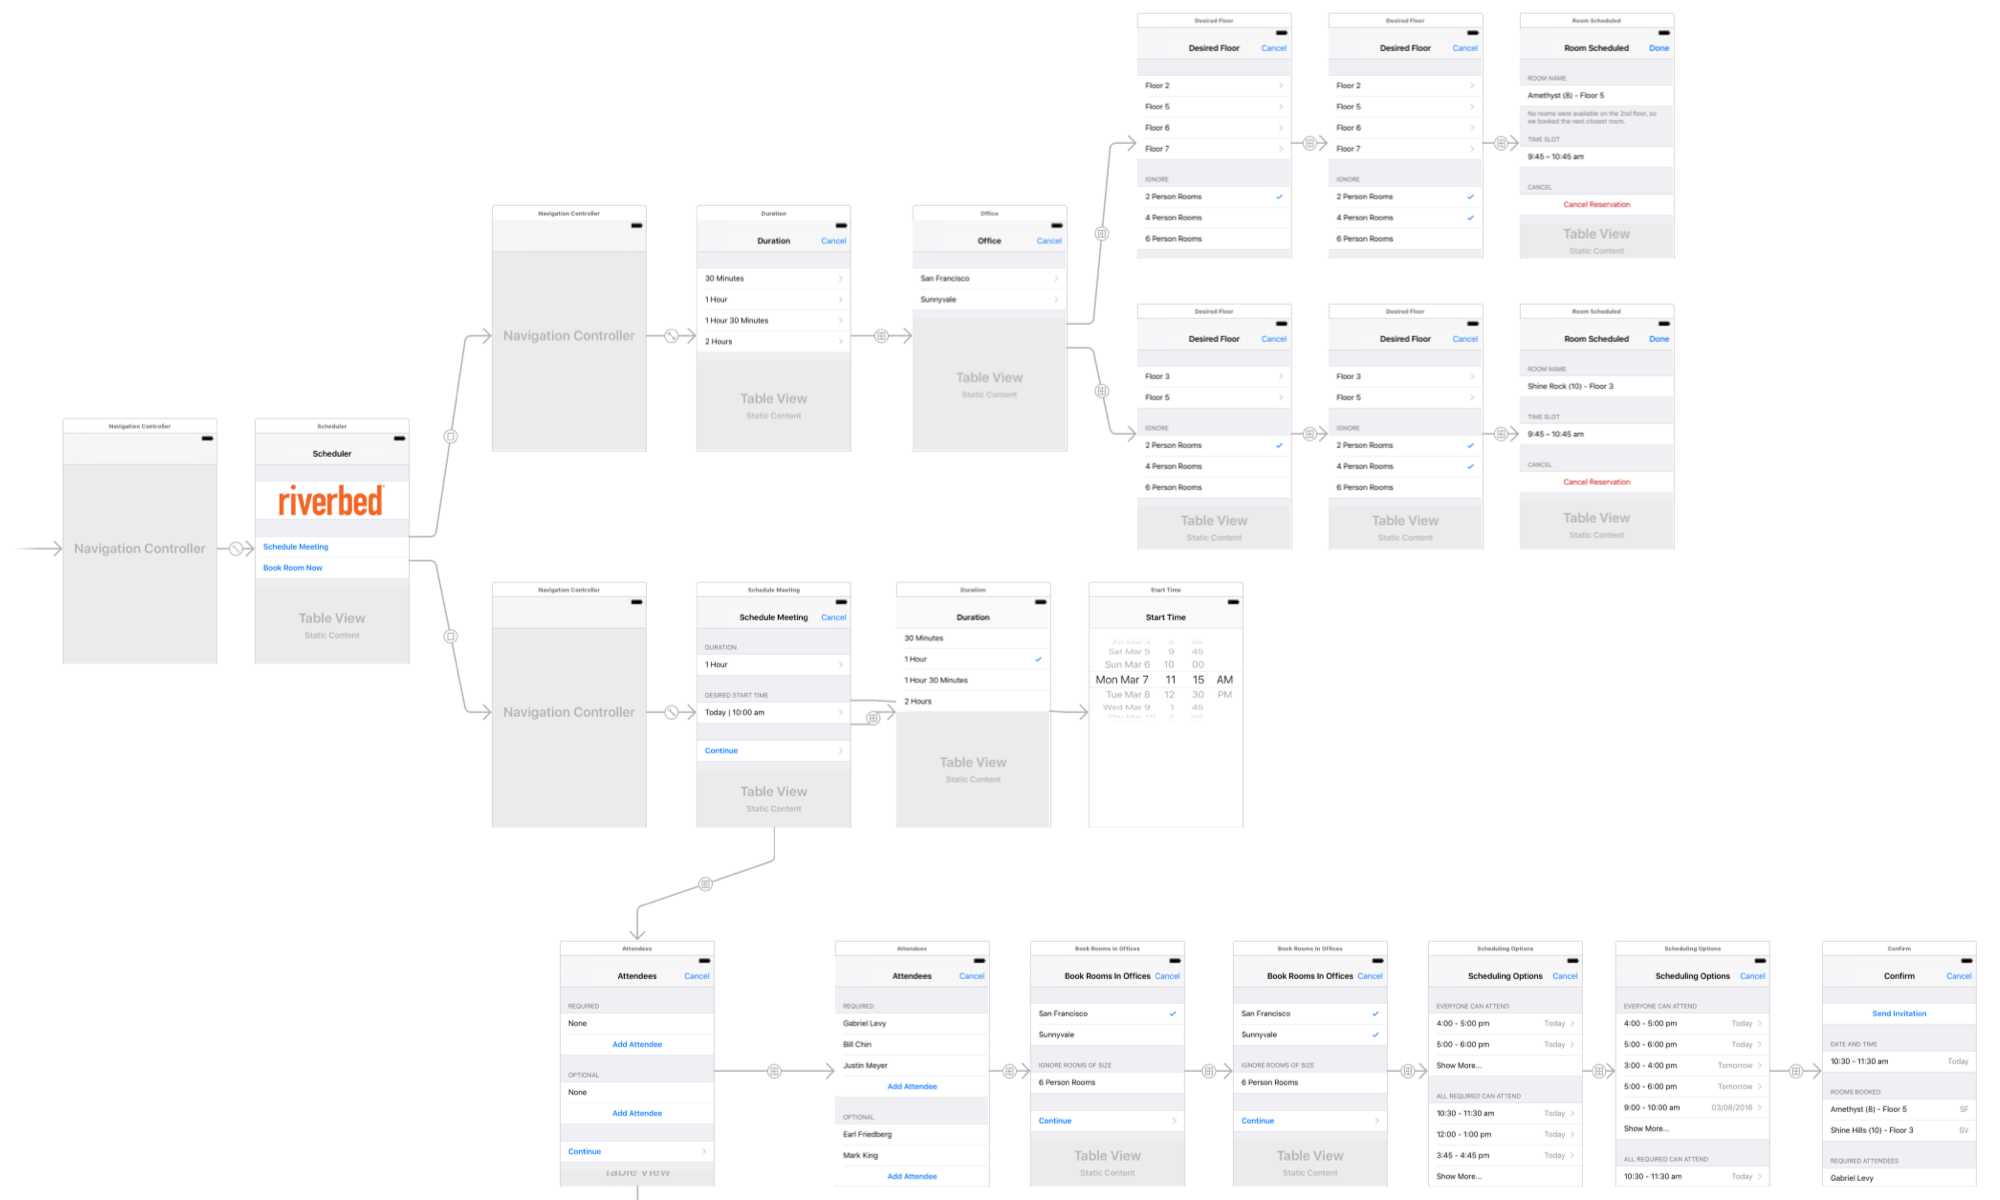 Desired Floor
Desired Floor Cancel
Floor 2
Floor 5
Floor 6
Floor 7
IGNORE
2 Person Rooms
4 Person Rooms
6 Person Rooms
Desired Floor
Desired Floor Cancel
Floor 2
Floor 5
Floor 6
Floor 7
IGNORE
2 Person Rooms
4 Person Rooms
6 Person Rooms
Room Scheduled
Room Scheduled Done
ROOM NAME
Amethyst (8) - Floor 5
No rooms were available on the 2nd floor, so
we booked the next closest room.
TIME SLOT
9:45 – 10:45 am
CANCEL
Cancel Reservation
Table View
Static Content
Navigation Controller
Navigation Controller
Duration
Duration Cancel
30 Minutes
1 Hour
1 Hour 30 Minutes
2 Hours
Table View
Static Content
Office
Office Cancel
San Francisco
Sunnyvale
Table View
Static Content
Desired Floor
Desired Floor Cancel
Floor 3
Floor 5
IGNORE
2 Person Rooms
4 Person Rooms
6 Person Rooms
Table View
Static Content
Desired Floor
Desired Floor Cancel
Floor 3
Floor 5
IGNORE
2 Person Rooms
4 Person Rooms
6 Person Rooms
Table View
Static Content
Room Scheduled
Room Scheduled Done
ROOM NAME
Shine Rock (10) - Floor 3
TIME SLOT
9:45 – 10:45 am
CANCEL
Cancel Reservation
Table View
Static Content
Navigation Controller
Navigation Controller
Scheduler
Scheduler
riverbed
Schedule Meeting
Book Room Now
Table View
Static Content
Navigation Controller
Navigation Controller
Schedule Meeting
Schedule Meeting Cancel
DURATION
1 Hour
DESIRED START TIME
Today | 10:00 am
Continue
Table View
Static Content
Duration
Duration
30 Minutes
1 Hour
1 Hour 30 Minutes
2 Hours
Table View
Static Content
Start Time
Start Time
Fri Mar 4 8 30
Sat Mar 5 9 45
Sun Mar 6 10 00
Mon Mar 7 11 15 AM
Tue Mar 8 12 30 PM
Wed Mar 9 1 45
Thu Mar 10 2 00
Attendees
Attendees Cancel
REQUIRED
None
Add Attendee
OPTIONAL
None
Add Attendee
Continue
Table View
Attendees
Attendees Cancel
REQUIRED
Gabriel Levy
Bill Chin
Justin Meyer
Add Attendee
OPTIONAL
Earl Friedberg
Mark King
Add Attendee
Book Rooms In Offices
Book Rooms In Offices Cancel
San Francisco
Sunnyvale
IGNORE ROOMS OF SIZE
6 Person Rooms
Continue
Table View
Static Content
Book Rooms In Offices
Book Rooms In Offices Cancel
San Francisco
Sunnyvale
IGNORE ROOMS OF SIZE
6 Person Rooms
Continue
Table View
Static Content
Scheduling Options
Scheduling Options Cancel
EVERYONE CAN ATTEND
4:00 - 5:00 pm Today
5:00 - 6:00 pm Today
Show More...
ALL REQUIRED CAN ATTEND
10:30 - 11:30 am Today
12:00 - 1:00 pm Today
3:45 - 4:45 pm Today
Show More...
Scheduling Options
Scheduling Options Cancel
EVERYONE CAN ATTEND
4:00 - 5:00 pm Today
5:00 - 6:00 pm Today
3:00 - 4:00 pm Tomorrow
5:00 - 6:00 pm Tomorrow
9:00 - 10:00 am 03/08/2016
Show More...
ALL REQUIRED CAN ATTEND
10:30 - 11:30 am Today
Confirm
Confirm Cancel
Send Invitation
DATE AND TIME
10:30 - 11:30 am Today
ROOMS BOOKED
Amethyst (8) - Floor 5 SF
Shine Hills (10) - Floor 3 SV
REQUIRED ATTENDEES
Gabriel Levy